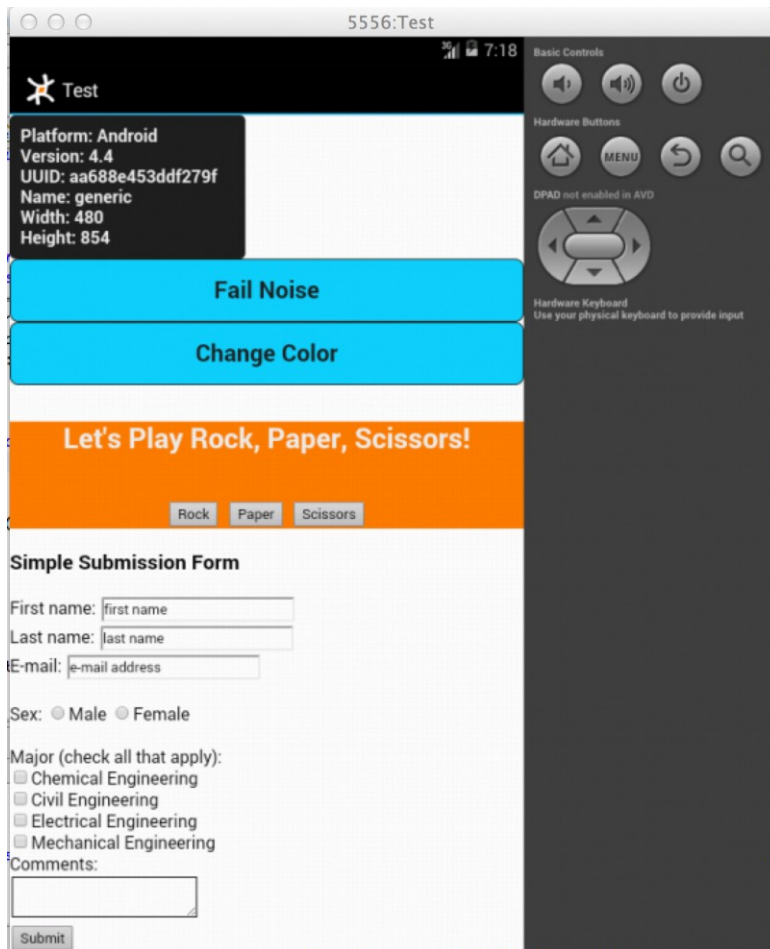 5556:Test
3G 7:18
Test
Platform: Android
Version: 4.4
UUID: aa688e453ddf279f
Name: generic
Width: 480
Height: 854
Fail Noise
Change Color
Let's Play Rock, Paper, Scissors!
Rock Paper Scissors
Simple Submission Form
First name: first name
Last name: last name
E-mail: e-mail address
Sex: Male Female
Major (check all that apply):
Chemical Engineering
Civil Engineering
Electrical Engineering
Mechanical Engineering
Comments:
Submit
Basic Controls
Hardware Buttons
MENU
DPAD not enabled in AVD
Hardware Keyboard
Use your physical keyboard to provide input